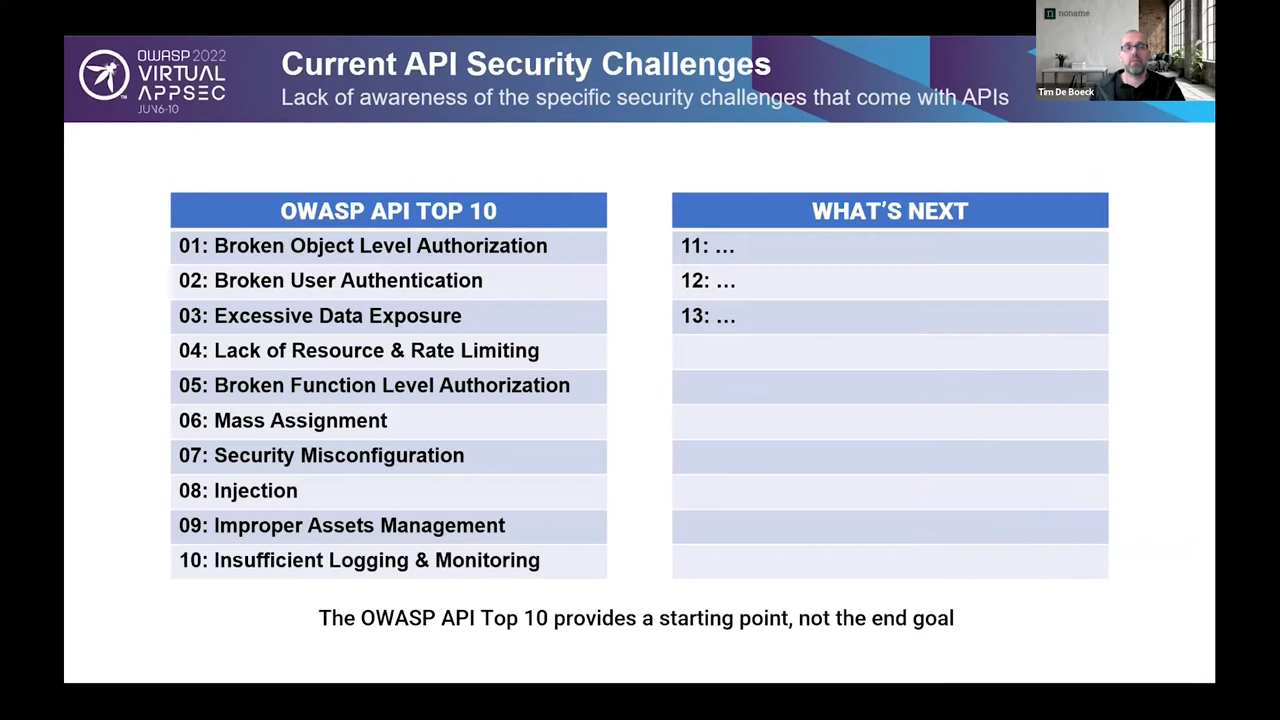 OWASP 2022
VIRTUAL
APPSEC
JUN 6-10
Current API Security Challenges
Lack of awareness of the specific security challenges that come with APIs
n noname
Tim De Boeck
OWASP API TOP 10
01: Broken Object Level Authorization
02: Broken User Authentication
03: Excessive Data Exposure
04: Lack of Resource & Rate Limiting
05: Broken Function Level Authorization
06: Mass Assignment
07: Security Misconfiguration
08: Injection
09: Improper Assets Management
10: Insufficient Logging & Monitoring
WHAT'S NEXT
11: ...
12: ...
13: ...
The OWASP API Top 10 provides a starting point, not the end goal